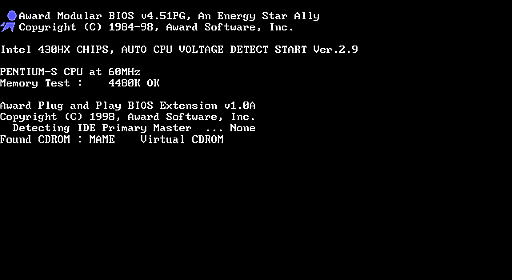 Award Modular BIOS v4.51PG, An Energy Star Ally
Copyright (C) 1984-98, Award Software, Inc.
Intel 430HX CHIPS, AUTO CPU VOLTAGE DETECT START Ver.2.9
PENTIUM-S CPU at 60MHz
Memory Test :    4480K OK
Award Plug and Play BIOS Extension v1.0A
Copyright (C) 1998, Award Software, Inc.
Detecting IDE Primary Master  ... None
Found CDROM : MAME    Virtual CDROM